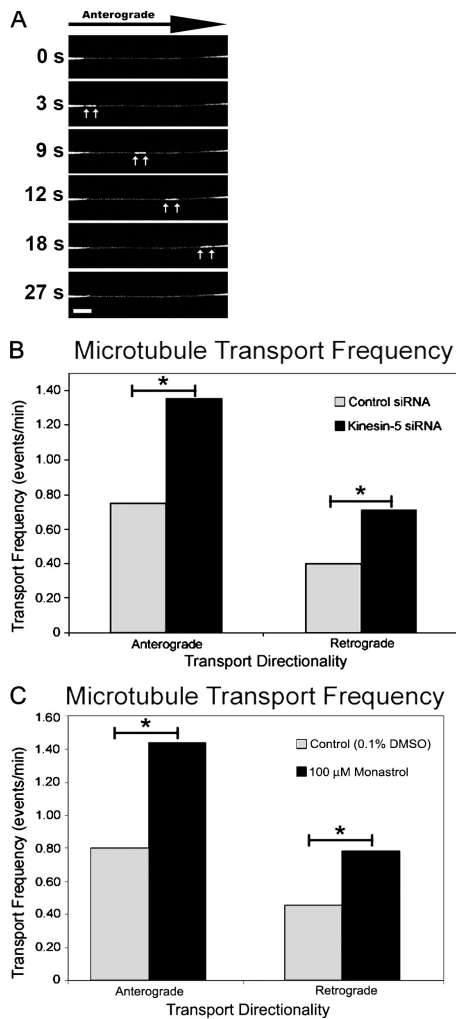 A
Anterograde
0 s
3 s
9 s
12 s
18 s
27 s
B
Microtubule Transport Frequency
Transport Frequency (events/min)
1.40
1.20
1.00
0.80
0.60
0.40
0.20
0
*
*
Control siRNA
Kinesin-5 siRNA
Anterograde
Retrograde
Transport Directionality
C
Microtubule Transport Frequency
Transport Frequency (events/min)
1.60
1.40
1.20
1.00
0.80
0.60
0.40
0.20
0
*
*
Control (0.1% DMSO)
100 µM Monastrol
Anterograde
Retrograde
Transport Directionality